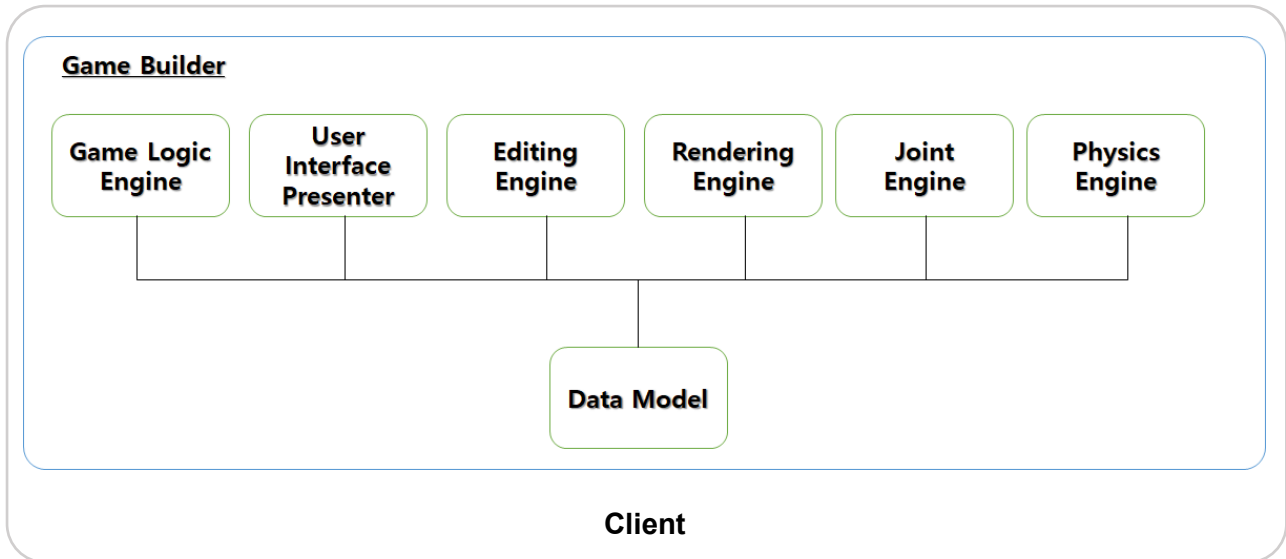 Game Builder
Game Logic
Engine
User
Interface
Presenter
Editing
Engine
Rendering
Engine
Joint
Engine
Physics
Engine
Data Model
Client